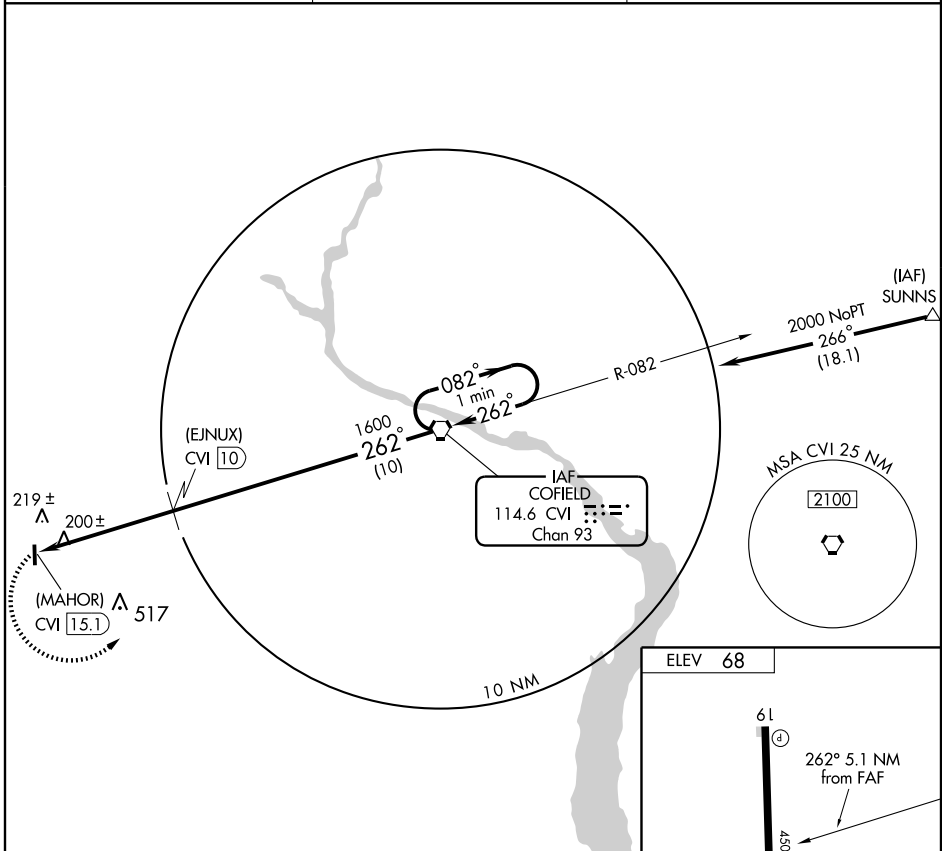 (IAF)
SUNNS
2000 NoPT
266°
(18.1)
R-082
082°
1 min
262°
1600
262°
(10)
(EJNUX)
CVI 10
IAF
COFIELD
114.6 CVI
Chan 93
MSA CVI 25 NM
2100
219 ±
200 ±
(MAHOR)
CVI 15.1
517
10 NM
ELEV 68
19
P
262° 5.1 NM
from FAF
450